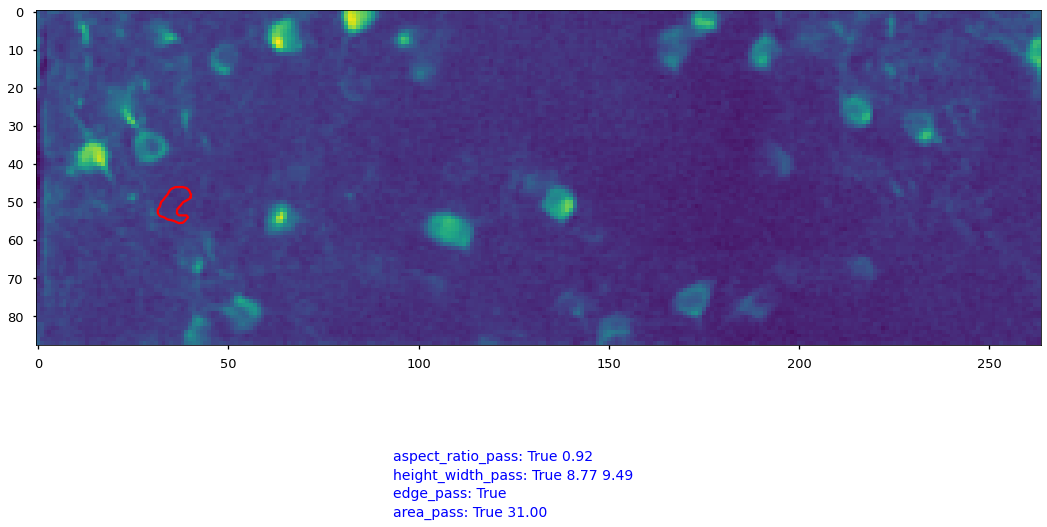 0
10
20
30
40
50
60
70
80
0 50 100 150 200 250
aspect_ratio_pass: True 0.92
height_width_pass: True 8.77 9.49
edge_pass: True
area_pass: True 31.00